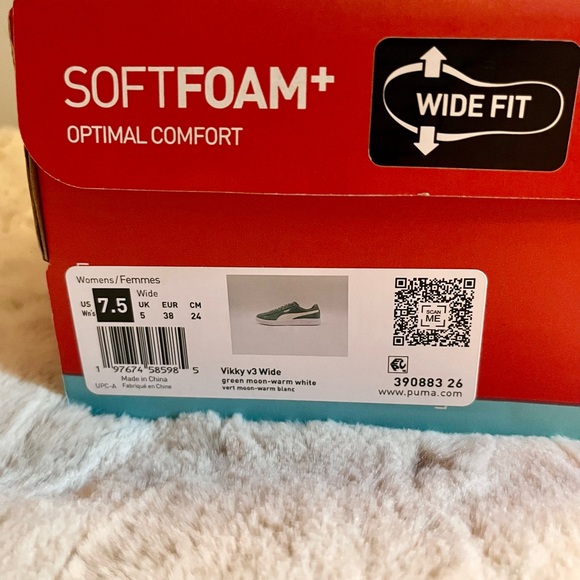 SOFTFOAM+
OPTIMAL COMFORT
WIDE FIT
Womens/Femmes
Wide
US Wn's 7.5 UK 5 EUR 38 CM 24
1 97674 58598 5
UPC-A
Made in China
Fabriqué en Chine
Vikky v3 Wide
green moon-warm white
vert moon-warm blanc
SCAN
ME
390883 26
www.puma.com